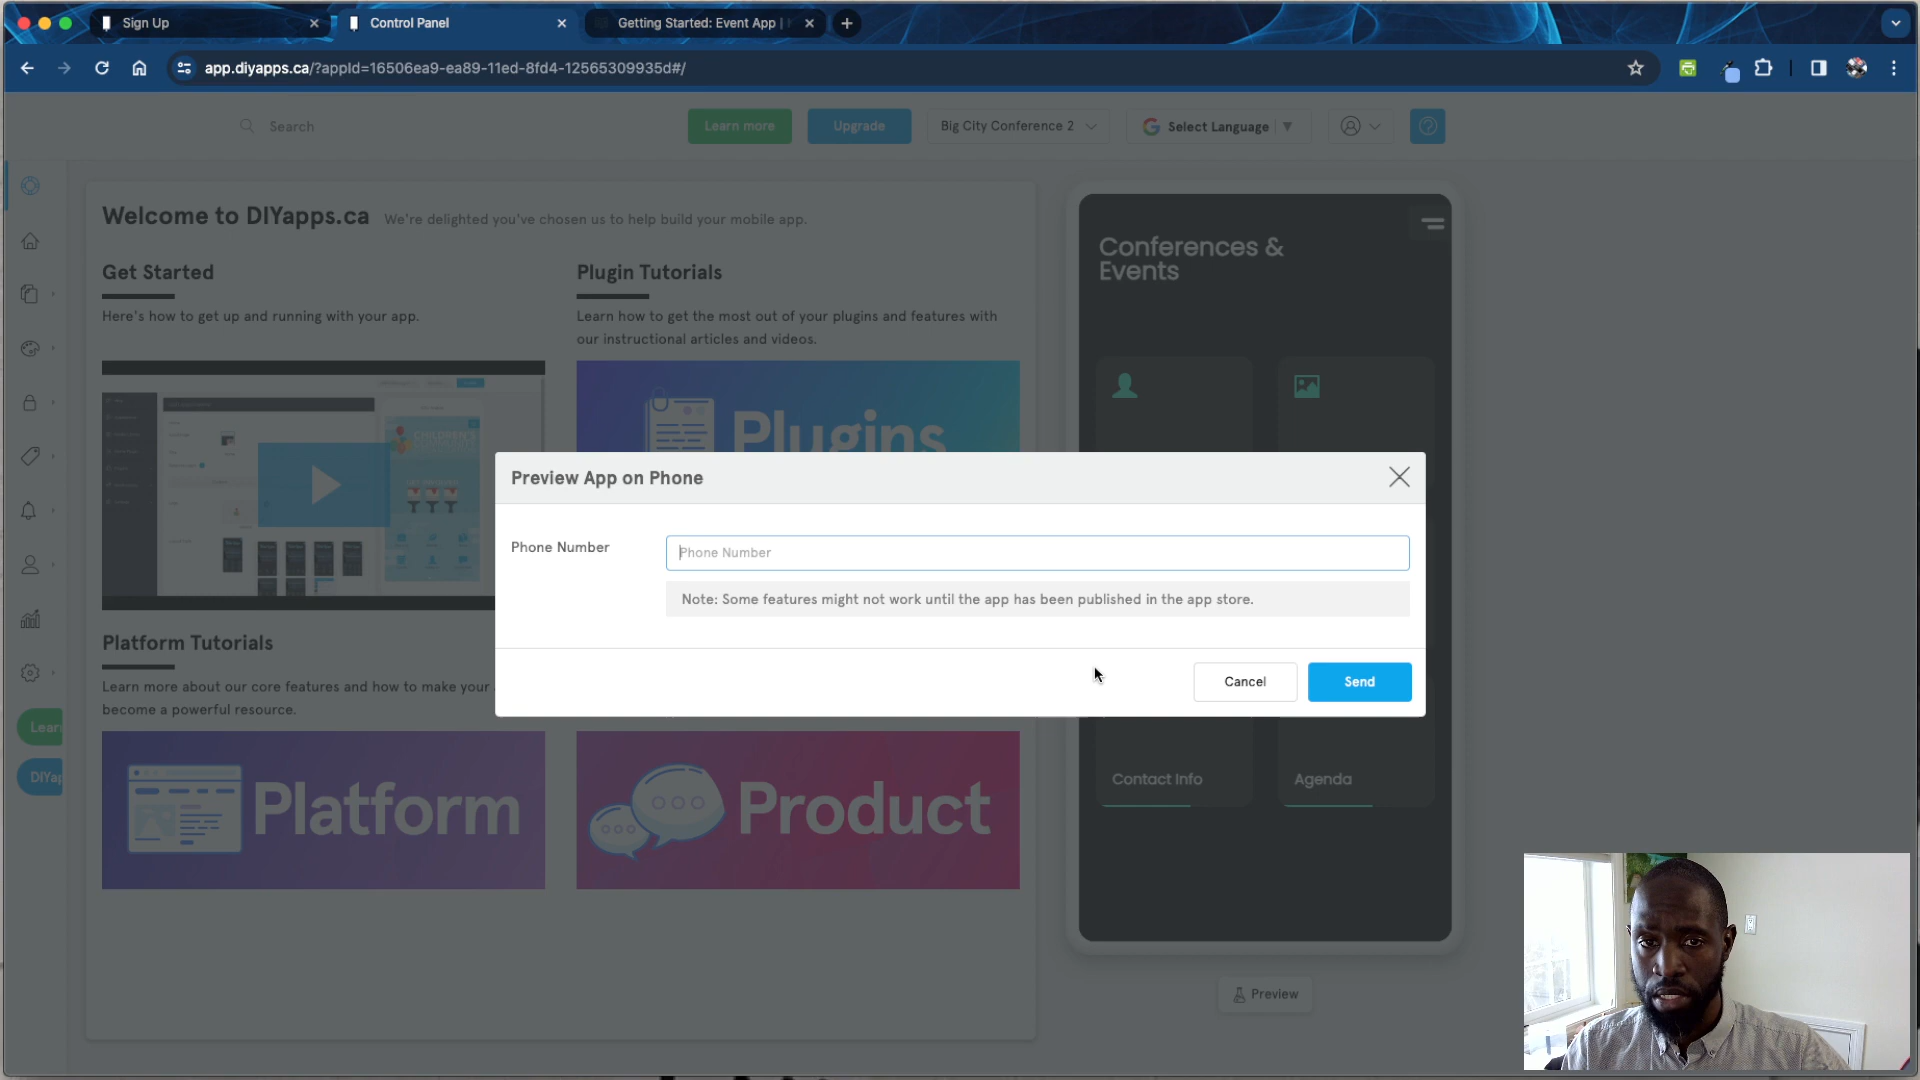 Sign Up
Control Panel
Getting Started: Event App |
app.diyapps.ca/?appId=16506ea9-ea89-11ed-8fd4-12565309935d#/
Search
Learn more
Upgrade
Big City Conference 2
Select Language
Welcome to DIYapps.ca
We're delighted you've chosen us to help build your mobile app.
Get Started
Here's how to get up and running with your app.
Plugin Tutorials
Learn how to get the most out of your plugins and features with
our instructional articles and videos.
Plugins
Conferences &
Events
Preview App on Phone
Phone Number
Phone Number
Note: Some features might not work until the app has been published in the app store.
Cancel
Send
Platform Tutorials
Learn more about our core features and how to make your
become a powerful resource.
Platform
Product
Lear
DIYap
Contact Info
Agenda
Preview